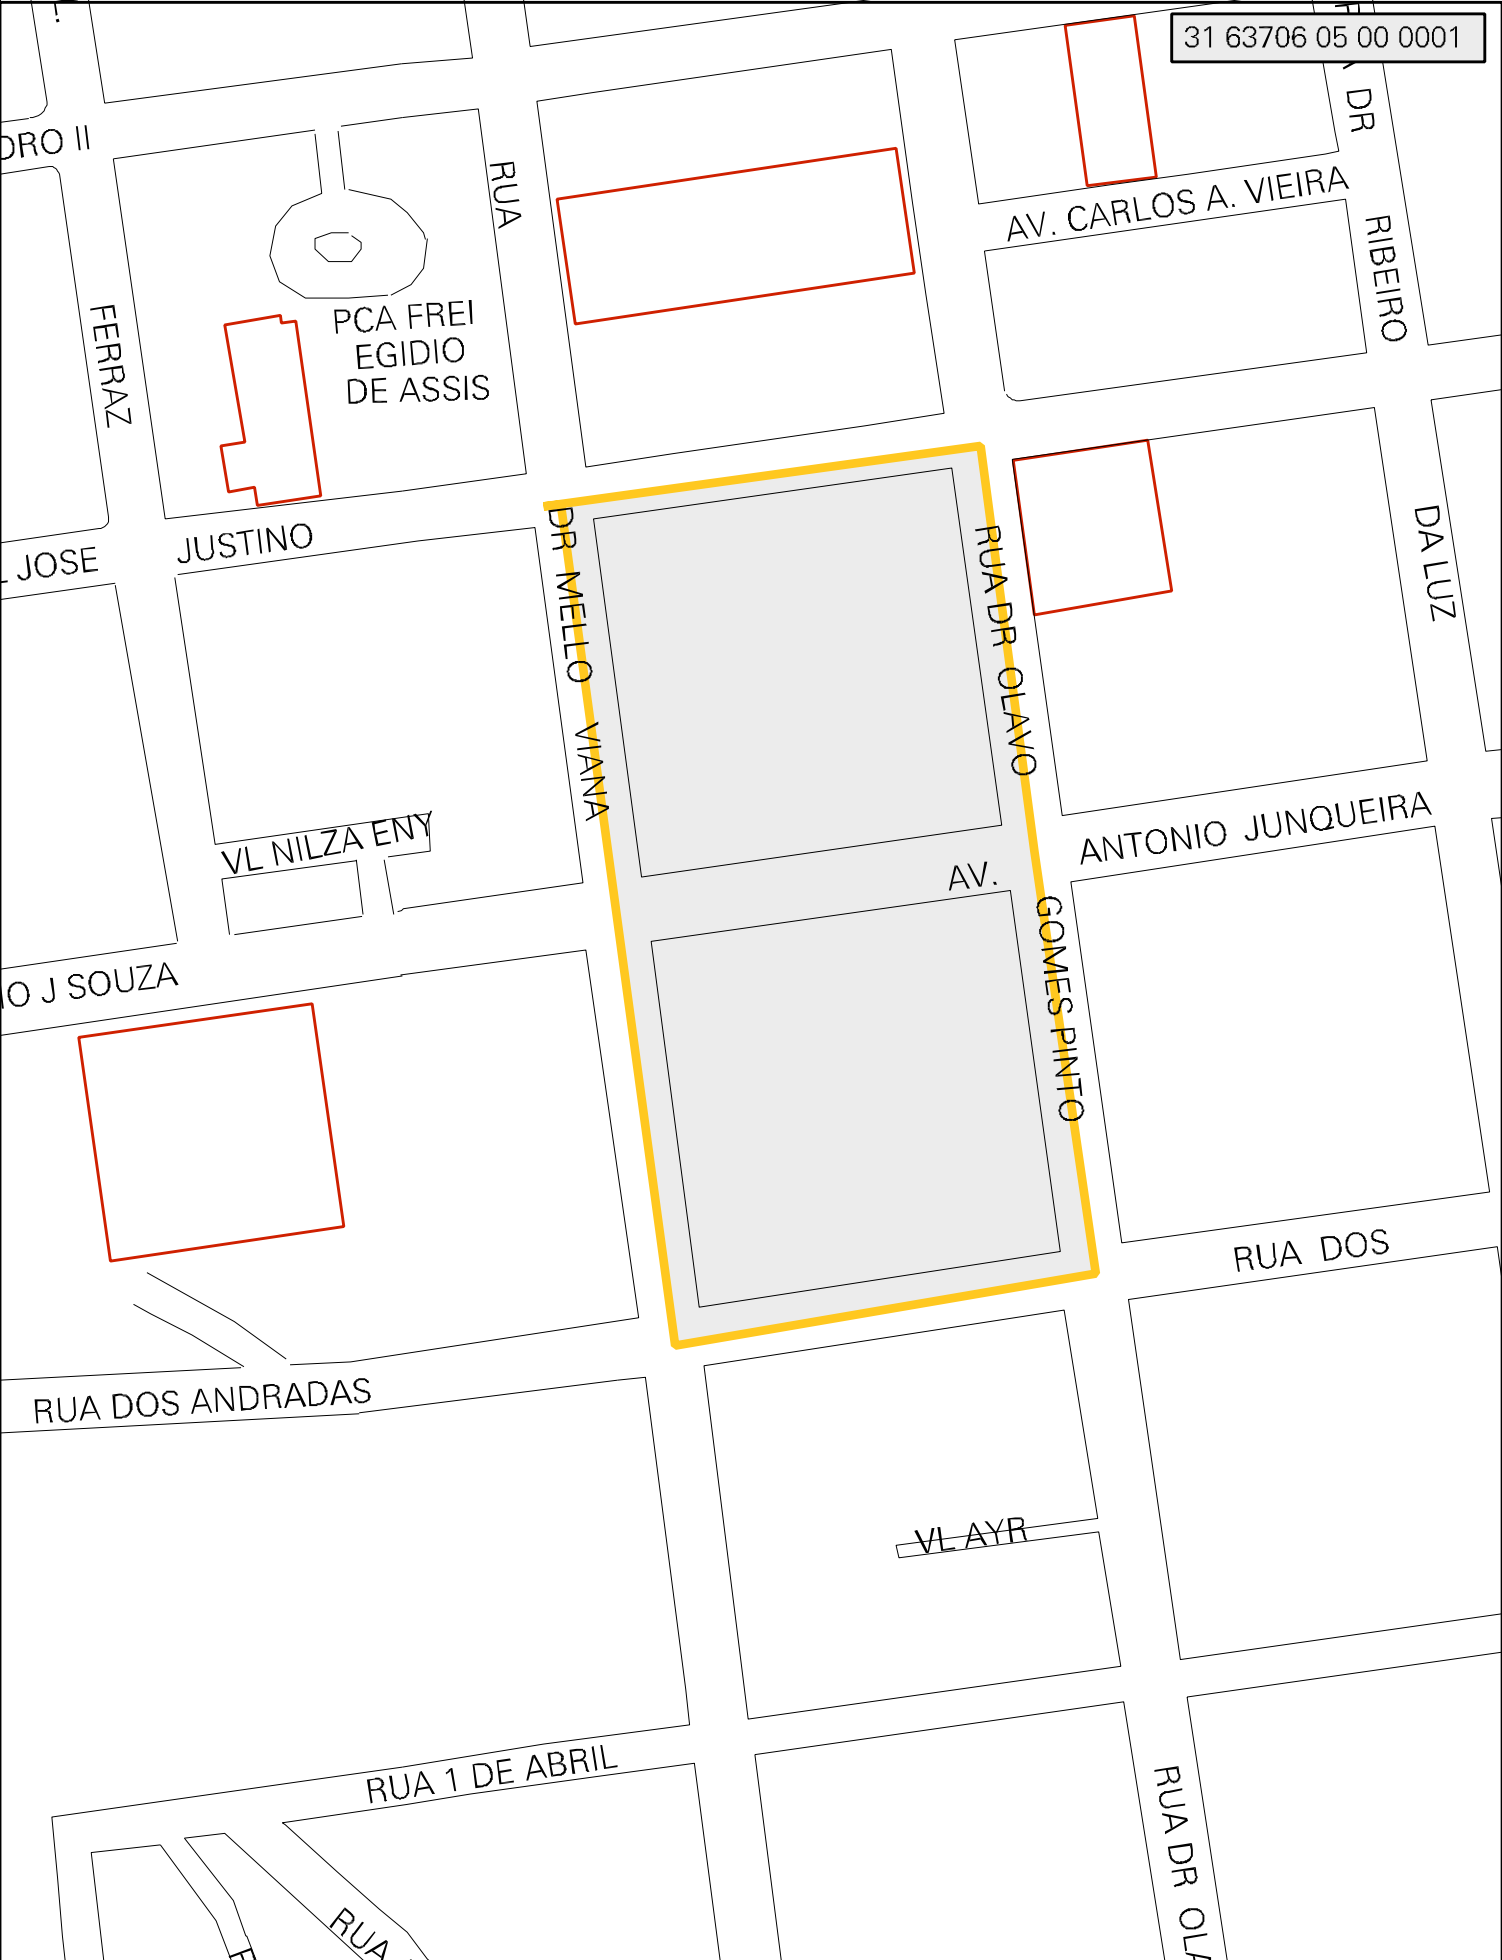 31 63706 05 00 0001
DR
DRO II
RUA
AV. CARLOS A. VIEIRA
RIBEIRO
FERRAZ
PCA FREI
EGIDIO
DE ASSIS
JUSTINO
JOSE
DR MELLO VIANA
RUA DR OLAVO
DA LUZ
VL NILZA ENY
ANTONIO JUNQUEIRA
AV.
GOMES PINTO
IO J SOUZA
RUA DOS
RUA DOS ANDRADAS
VL AYR
RUA 1 DE ABRIL
RUA DR OLA
RUA